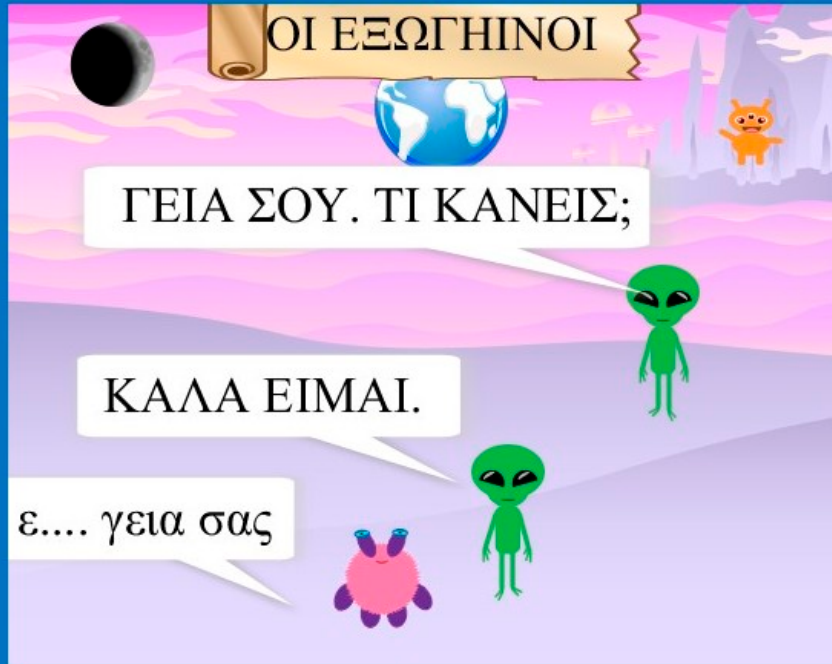 ΟΙ ΕΞΩΓΗΙΝΟΙ
ΓΕΙΑ ΣΟΥ. ΤΙ ΚΑΝΕΙΣ;
ΚΑΛΑ ΕΙΜΑΙ.
ε.... γεια σας